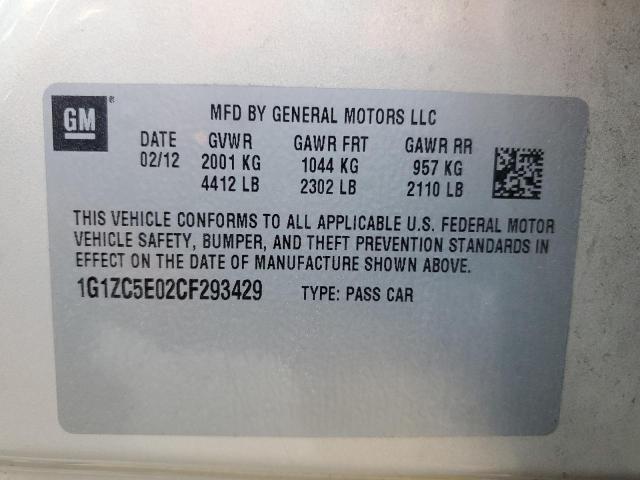 GM®
MFD BY GENERAL MOTORS LLC
DATE GVWR GAWR FRT GAWR RR
02/12 2001 KG 1044 KG 957 KG
4412 LB 2302 LB 2110 LB
THIS VEHICLE CONFORMS TO ALL APPLICABLE U.S. FEDERAL MOTOR
VEHICLE SAFETY, BUMPER, AND THEFT PREVENTION STANDARDS IN
EFFECT ON THE DATE OF MANUFACTURE SHOWN ABOVE.
1G1ZC5E02CF293429 TYPE: PASS CAR